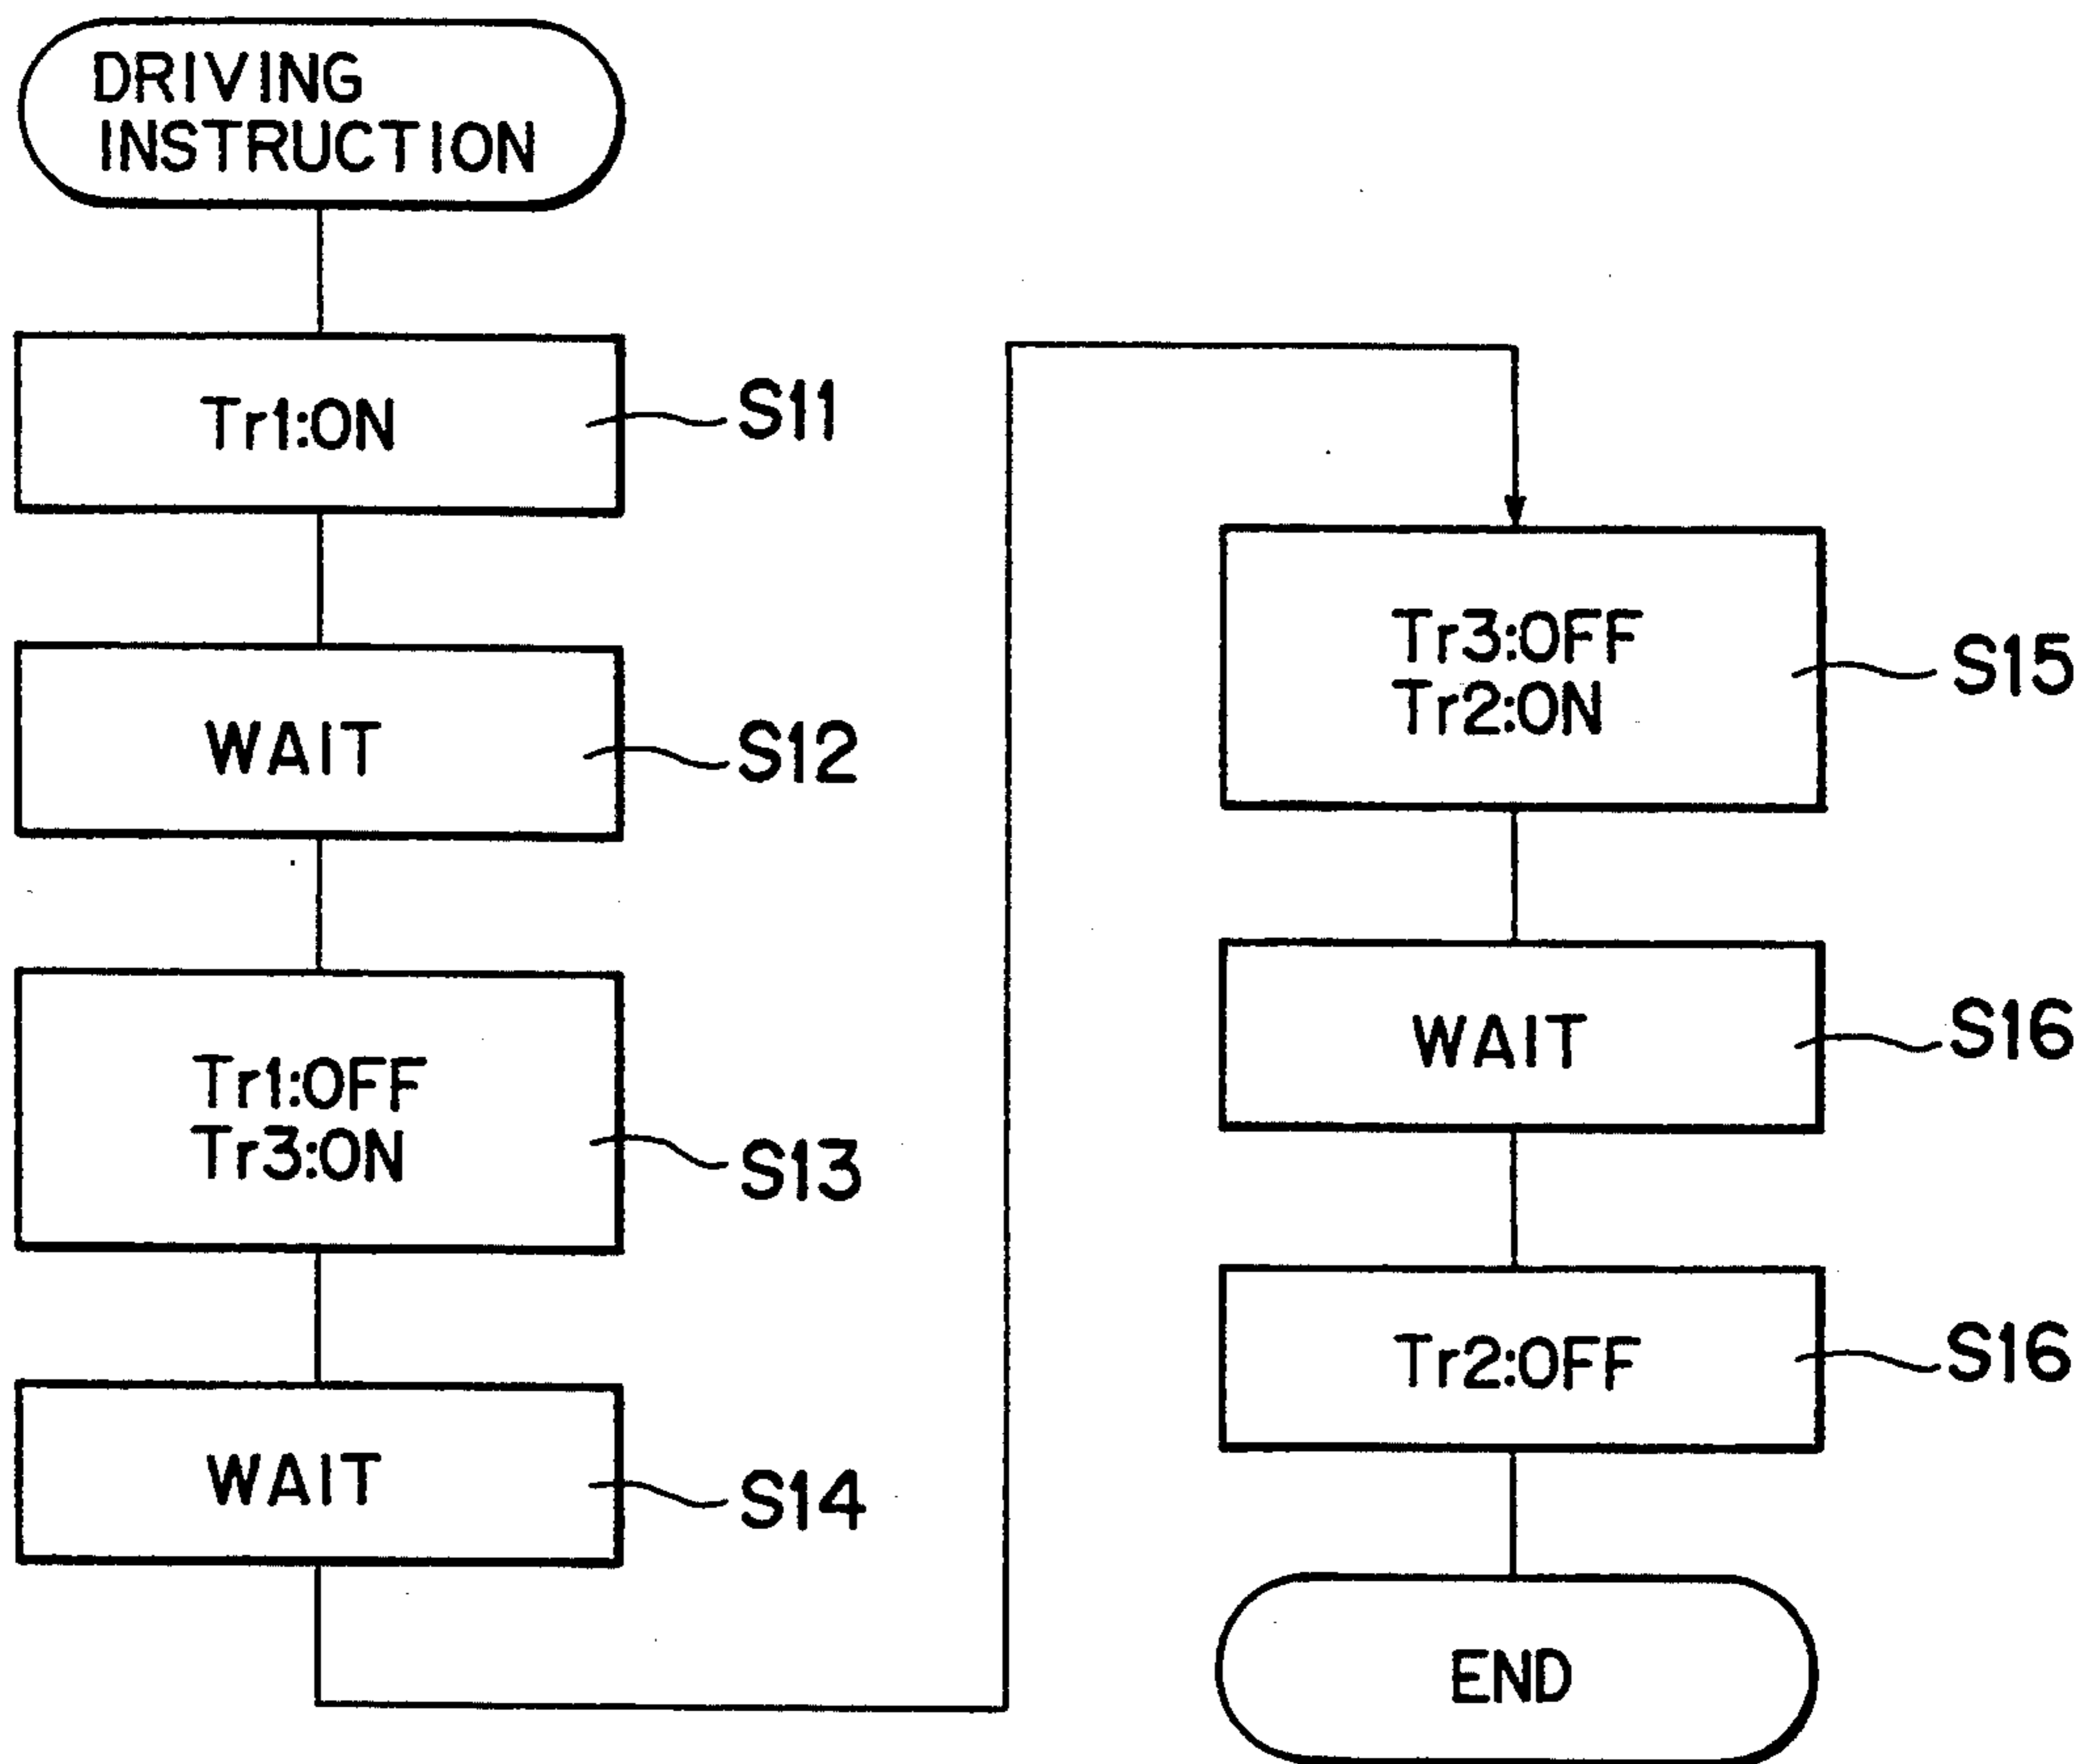 DRIVING
INSTRUCTION
Tr1:ON
S11
WAIT
S12
Tr1:OFF
Tr3:ON
S13
WAIT
S14
Tr3:OFF
Tr2:ON
S15
WAIT
S16
Tr2:OFF
S16
END